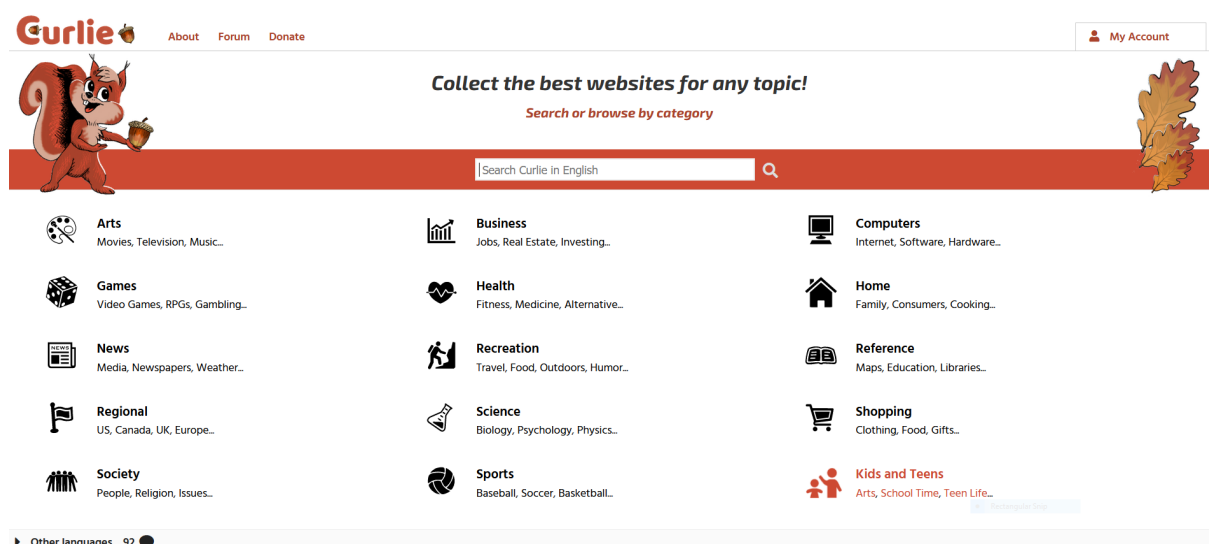 Curlie
About Forum Donate
My Account
Collect the best websites for any topic!
Search or browse by category
Search Curlie in English
Arts
Movies, Television, Music...
Business
Jobs, Real Estate, Investing...
Computers
Internet, Software, Hardware...
Games
Video Games, RPGs, Gambling...
Health
Fitness, Medicine, Alternative...
Home
Family, Consumers, Cooking...
NEWS
News
Media, Newspapers, Weather...
Recreation
Travel, Food, Outdoors, Humor...
Reference
Maps, Education, Libraries...
Regional
US, Canada, UK, Europe...
Science
Biology, Psychology, Physics...
Shopping
Clothing, Food, Gifts...
Society
People, Religion, Issues...
Sports
Baseball, Soccer, Basketball...
Kids and Teens
Arts, School Time, Teen Life...
Rectangular Snip
Other languages 92